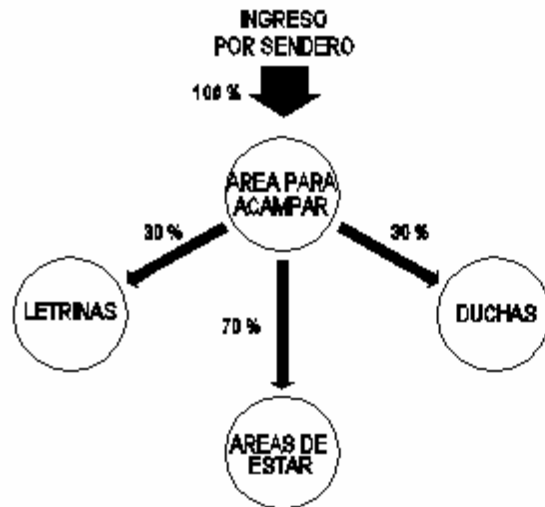 INGRESO
POR SENDERO
100 %
AREA PARA
ACAMPAR
30 %
30 %
LETRINAS
DUCHAS
70 %
AREAS DE
ESTAR